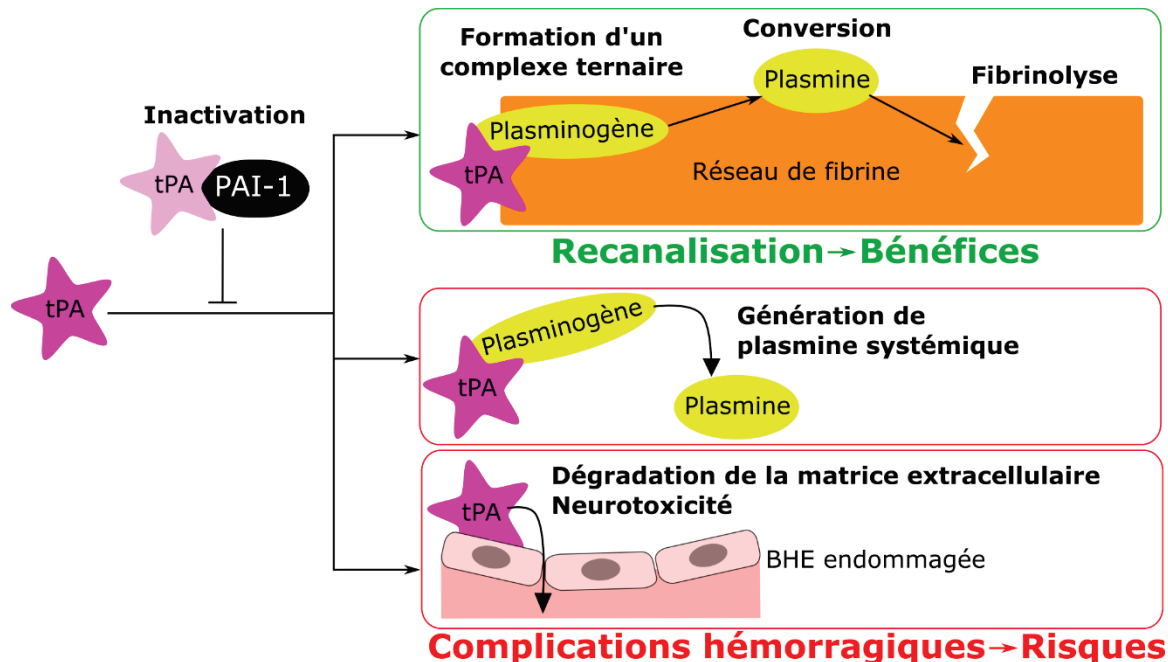 Inactivation
tPA
PAI-1
tPA
Formation d'un
complexe ternaire
Conversion
Plasmine
Fibrinolyse
Plasminogène
tPA
Réseau de fibrine
Recanalisation→Bénéfices
Plasminogène
tPA
Génération de
plasmine systémique
Plasmine
Dégradation de la matrice extracellulaire
Neurotoxicité
tPA
BHE endommagée
Complications hémorragiques→Risques